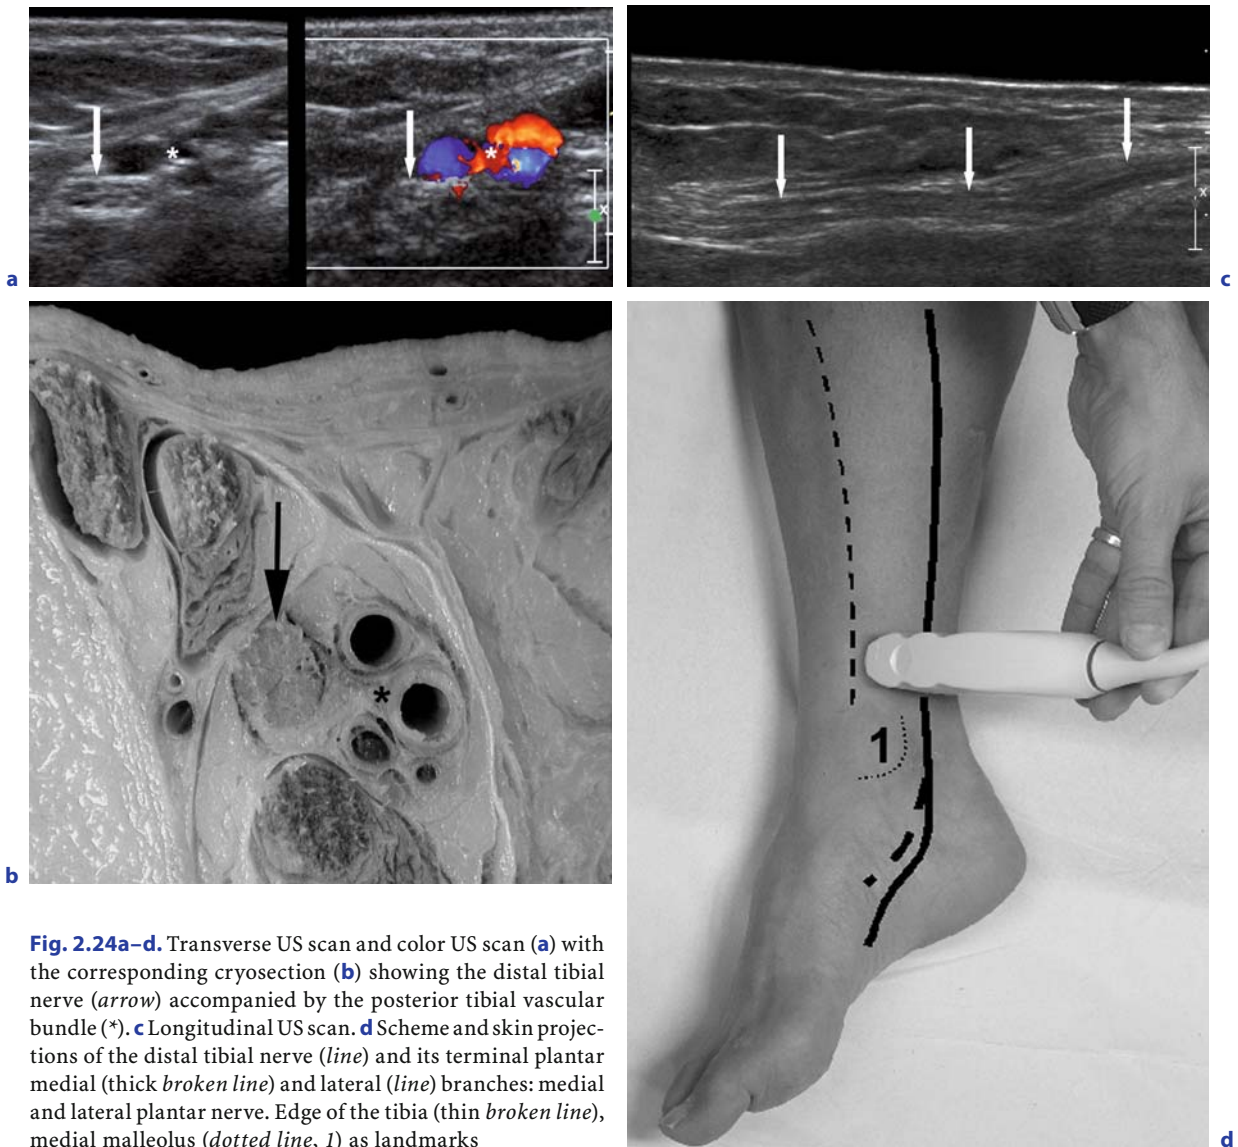 a
c
*
*
x
x
b
*
1
d
Fig. 2.24a–d. Transverse US scan and color US scan (a) with
the corresponding cryosection (b) showing the distal tibial
nerve (arrow) accompanied by the posterior tibial vascular
bundle (*). c Longitudinal US scan. d Scheme and skin projec-
tions of the distal tibial nerve (line) and its terminal plantar
medial (thick broken line) and lateral (line) branches: medial
and lateral plantar nerve. Edge of the tibia (thin broken line),
medial malleolus (dotted line, 1) as landmarks